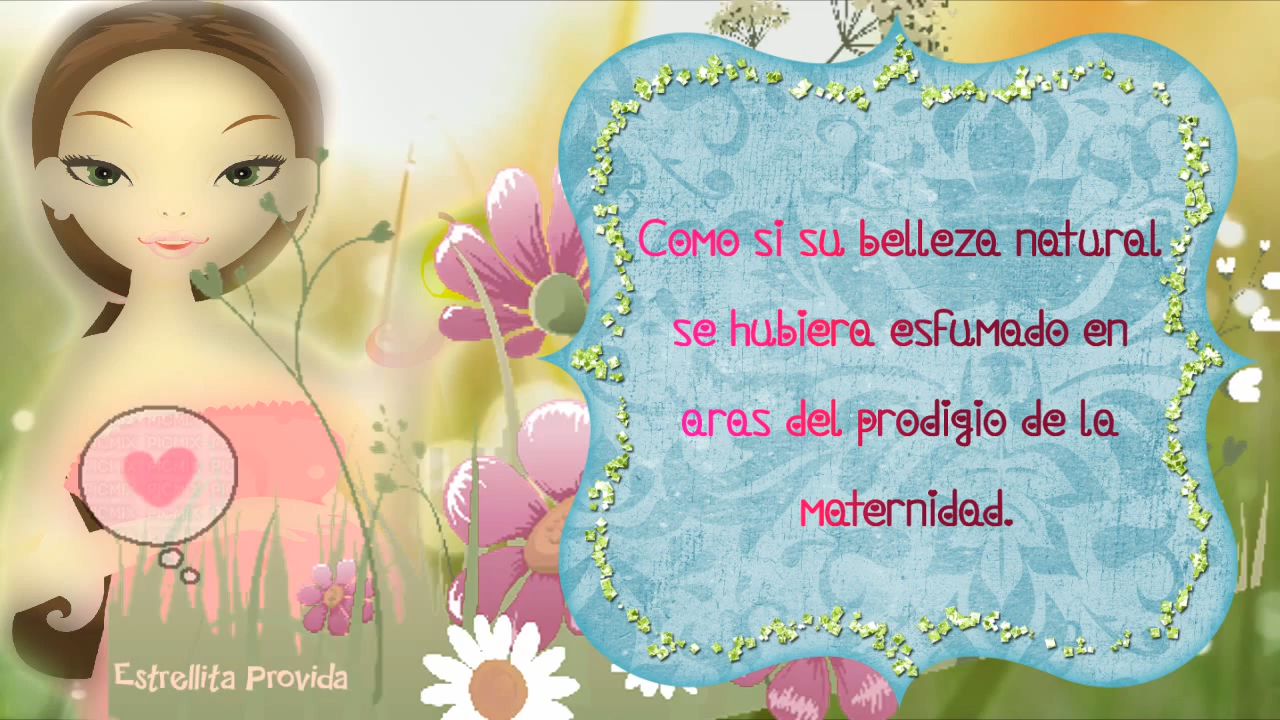 Como si su belleza natural
se hubiera esfumado en
aras del prodigio de la
maternidad.
Estrellita Provida